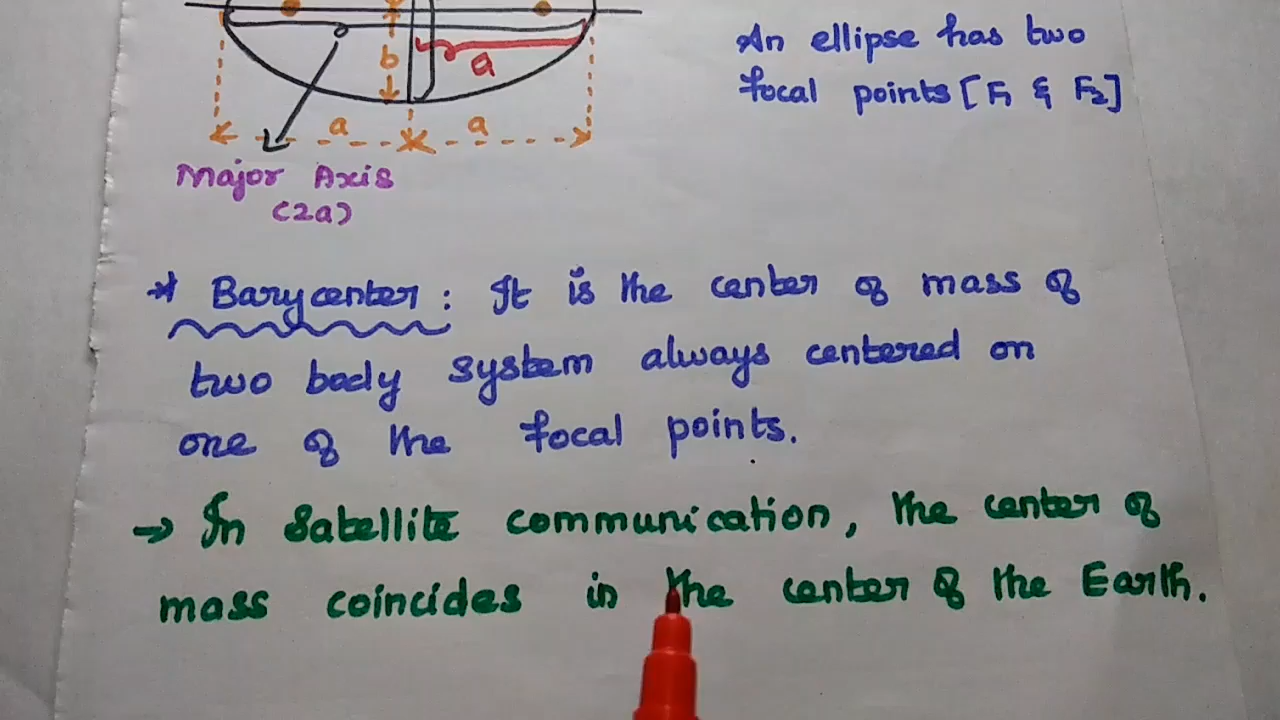 b
a
a
a
Major Axis
(2a)
An ellipse has two
focal points [F1 & F2]
* Barycenter : It is the center of mass of
two body system always centered on
one of the focal points.
→ In satellite communication, the center of
mass coincides in the center of the Earth.